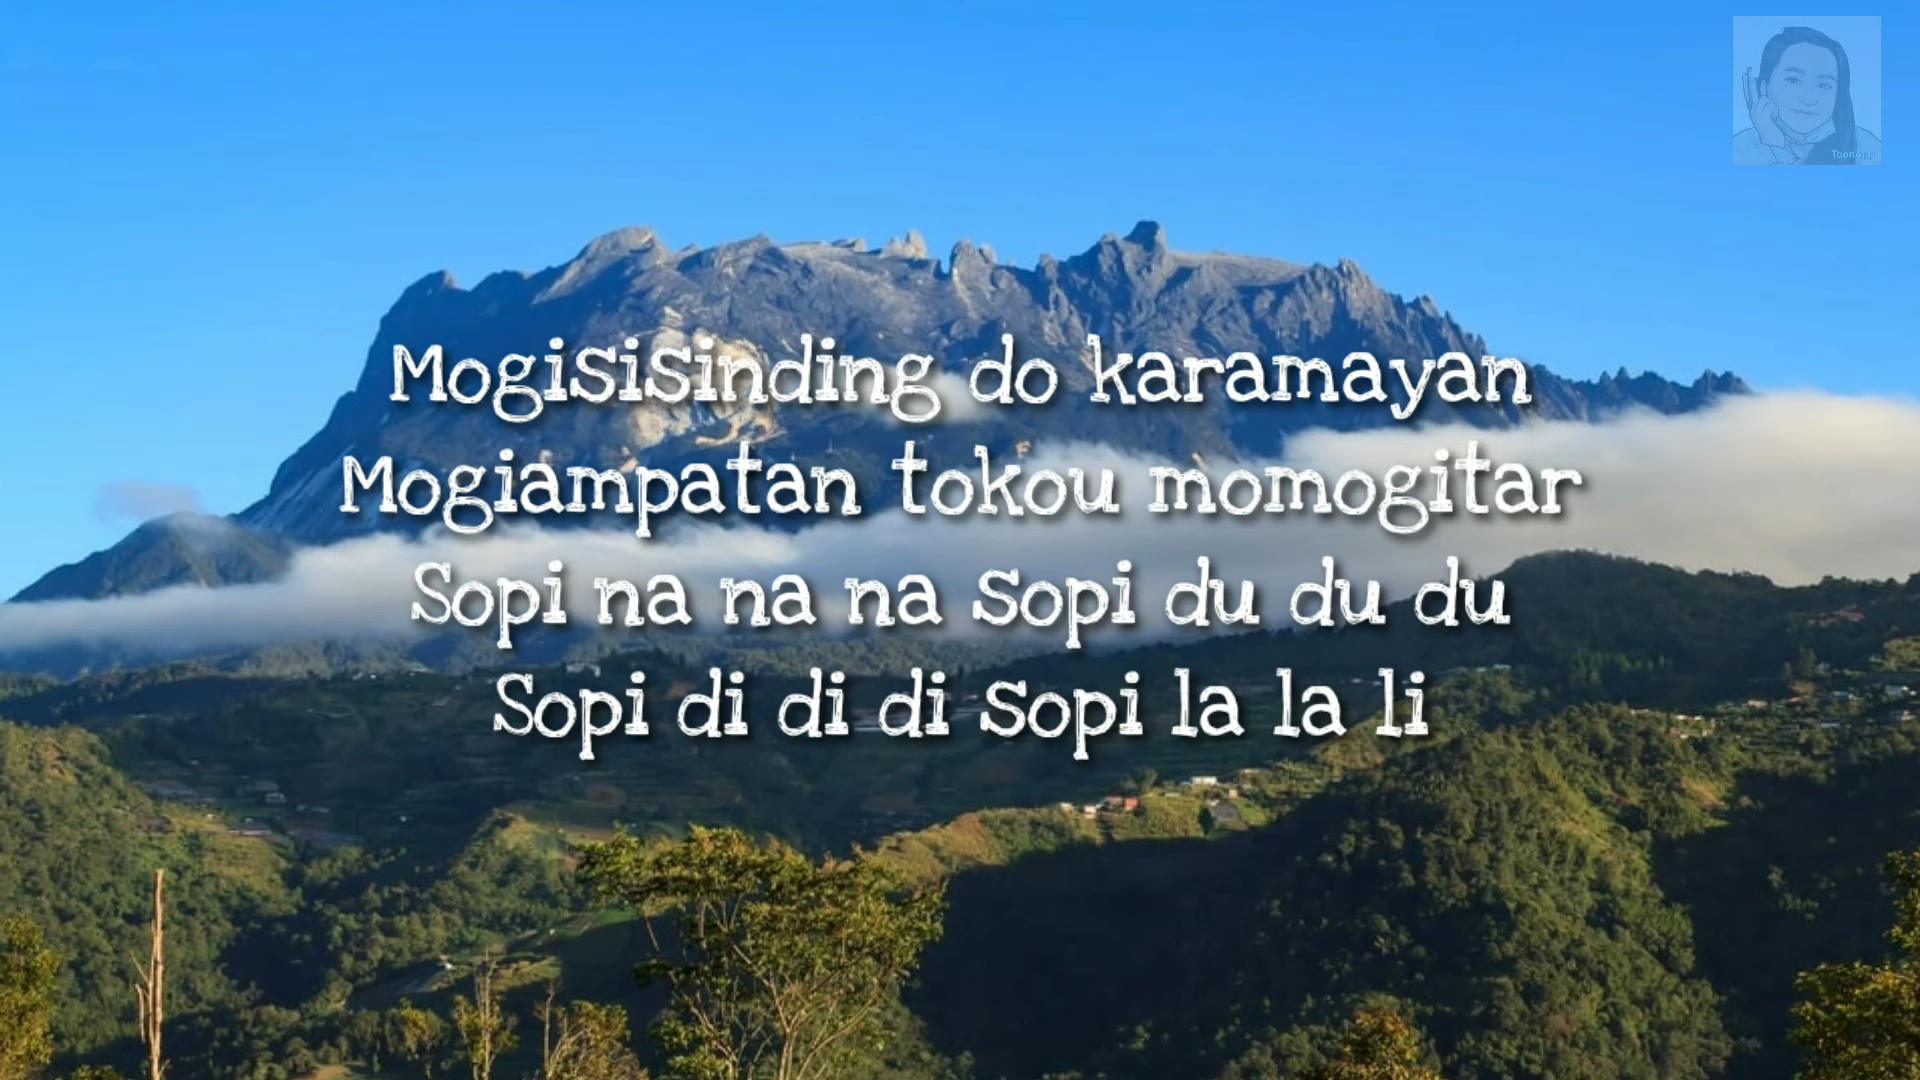 Mogisisinding do karamayan
Mogiampatan tokou momogitar
Sopi na na na sopi du du du
Sopi di di di sopi la la li
ToonApp